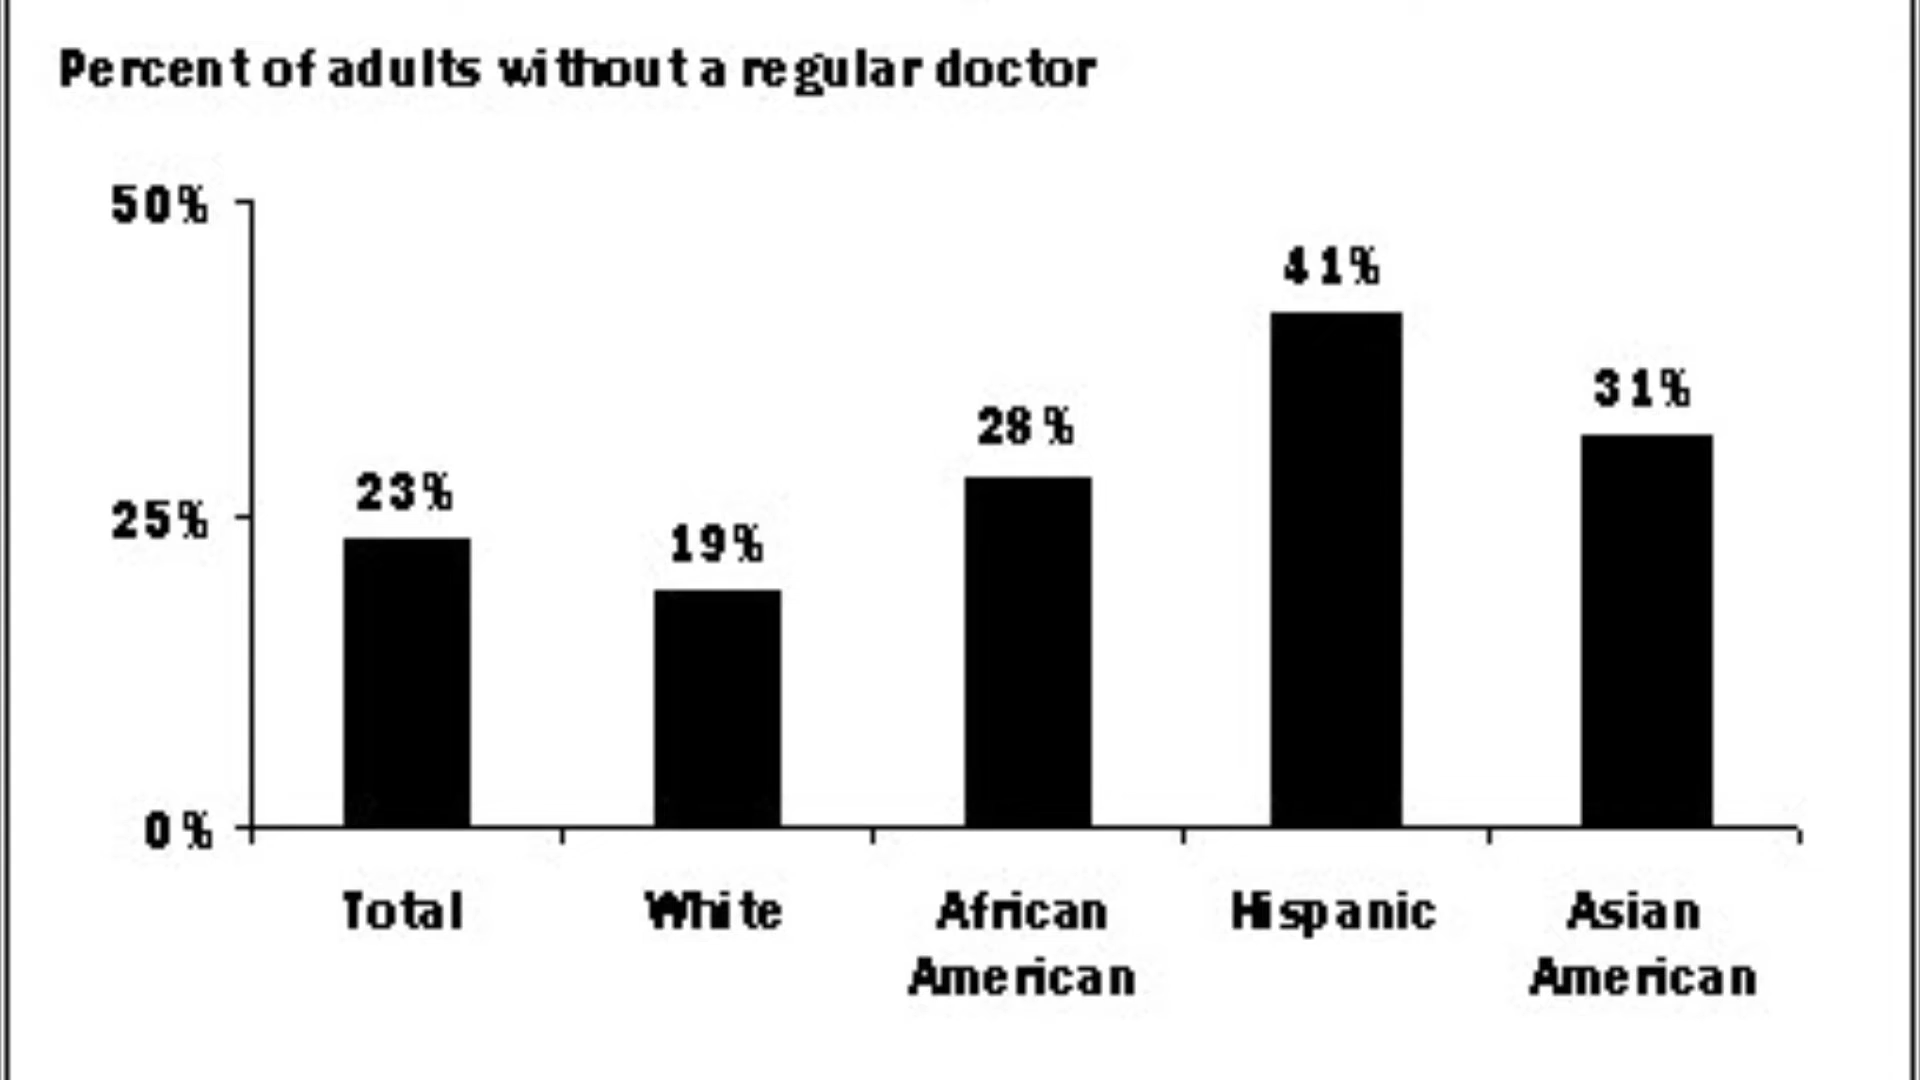 Percent of adults without a regular doctor
50%
41%
31%
28%
23%
25%
19%
0%
Total White African Hispanic Asian
American American